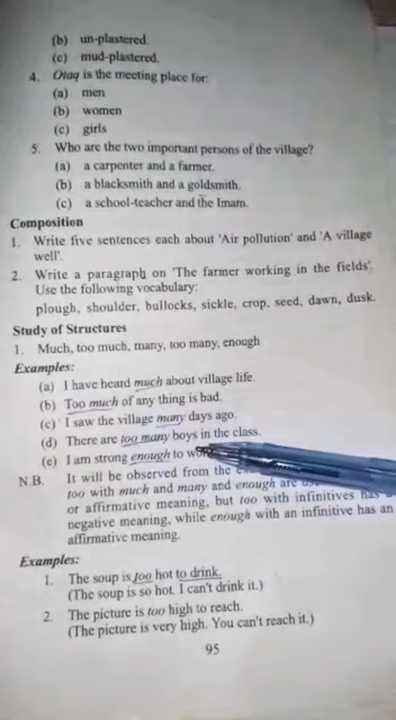 (b) un-plastered.
(c) mud-plastered.
4. Otaq is the meeting place for:
(a) men
(b) women
(c) girls
5. Who are the two important persons of the village?
(a) a carpenter and a farmer.
(b) a blacksmith and a goldsmith.
(c) a school-teacher and the Imam.
Composition
1. Write five sentences each about 'Air pollution' and 'A village
well'.
2. Write a paragraph on 'The farmer working in the fields'.
Use the following vocabulary:
plough, shoulder, bullocks, sickle, crop, seed, dawn, dusk.
Study of Structures
1. Much, too much, many, too many, enough
Examples:
(a) I have heard much about village life.
(b) Too much of any thing is bad.
(c) I saw the village many days ago.
(d) There are too many boys in the class.
(e) I am strong enough to
N.B. It will be observed from the
too with much and many and enough are
or affirmative meaning, but too with infinitives has
negative meaning, while enough with an infinitive has an
affirmative meaning.
Examples:
1. The soup is too hot to drink.
(The soup is so hot. I can't drink it.)
2. The picture is too high to reach.
(The picture is very high. You can't reach it.)
95